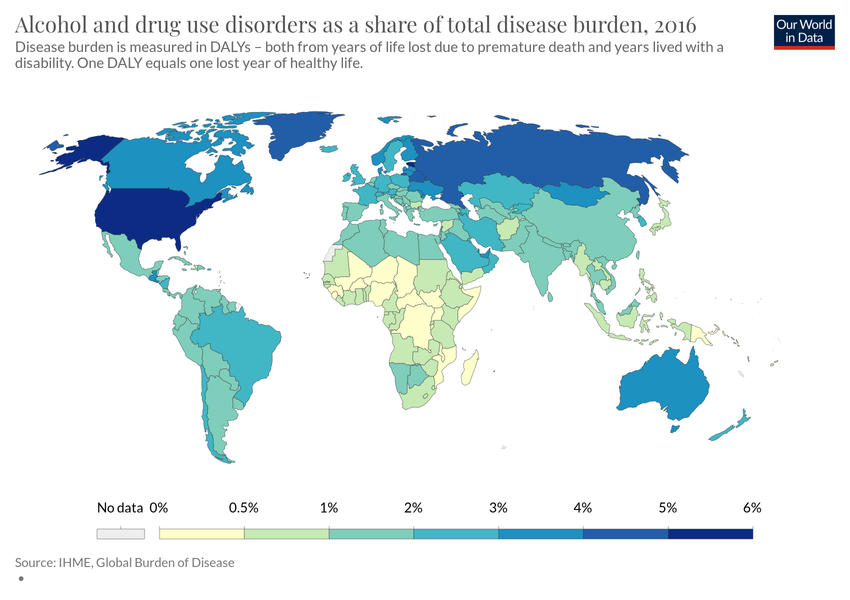 Alcohol and drug use disorders as a share of total disease burden, 2016
Our World
in Data
Disease burden is measured in DALYs – both from years of life lost due to premature death and years lived with a
disability. One DALY equals one lost year of healthy life.
No data 0% 0.5% 1% 2% 3% 4% 5% 6%
Source: IHME, Global Burden of Disease